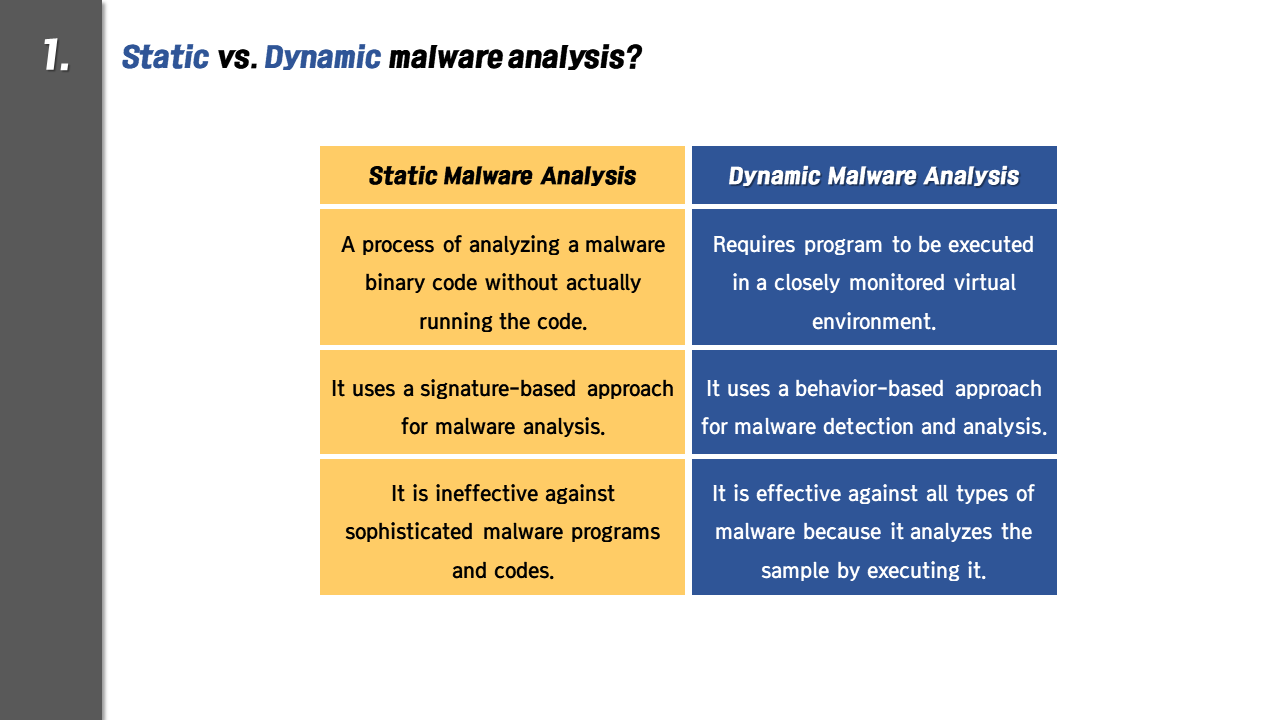 1.
Static vs. Dynamic malware analysis?
Static Malware Analysis
Dynamic Malware Analysis
A process of analyzing a malware
binary code without actually
running the code.
Requires program to be executed
in a closely monitored virtual
environment.
It uses a signature-based approach
for malware analysis.
It uses a behavior-based approach
for malware detection and analysis.
It is ineffective against
sophisticated malware programs
and codes.
It is effective against all types of
malware because it analyzes the
sample by executing it.